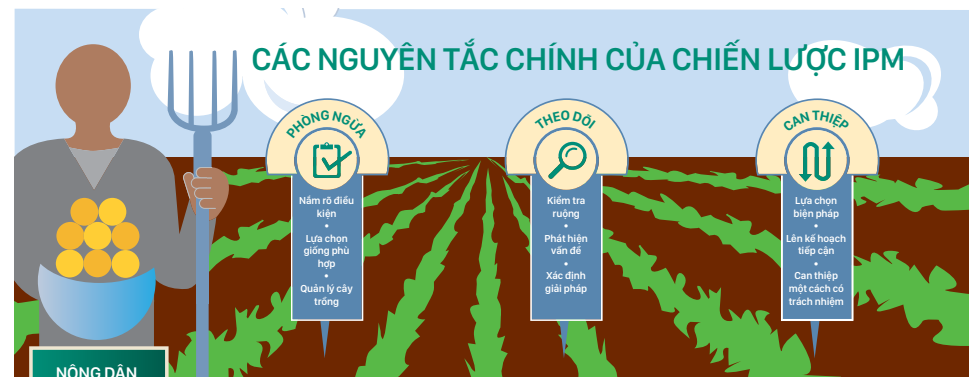 CÁC NGUYÊN TẮC CHÍNH CỦA CHIẾN LƯỢC IPM
PHÒNG NGỪA
Nắm rõ điều
kiện
•
Lựa chọn
giống phù
hợp
•
Quản lý cây
trồng
THEO DÕI
Kiểm tra
ruộng
•
Phát hiện
vấn đề
•
Xác định
giải pháp
CAN THIỆP
Lựa chọn
biện pháp
•
Lên kế hoạch
tiếp cận
•
Can thiệp
một cách có
trách nhiệm
NÔNG DÂN